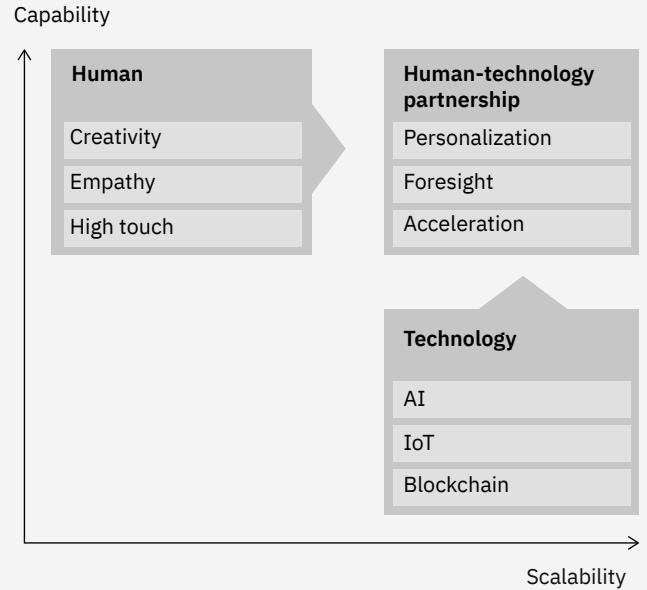 Capability
Human
Creativity
Empathy
High touch
Human-technology
partnership
Personalization
Foresight
Acceleration
Technology
AI
IoT
Blockchain
Scalability